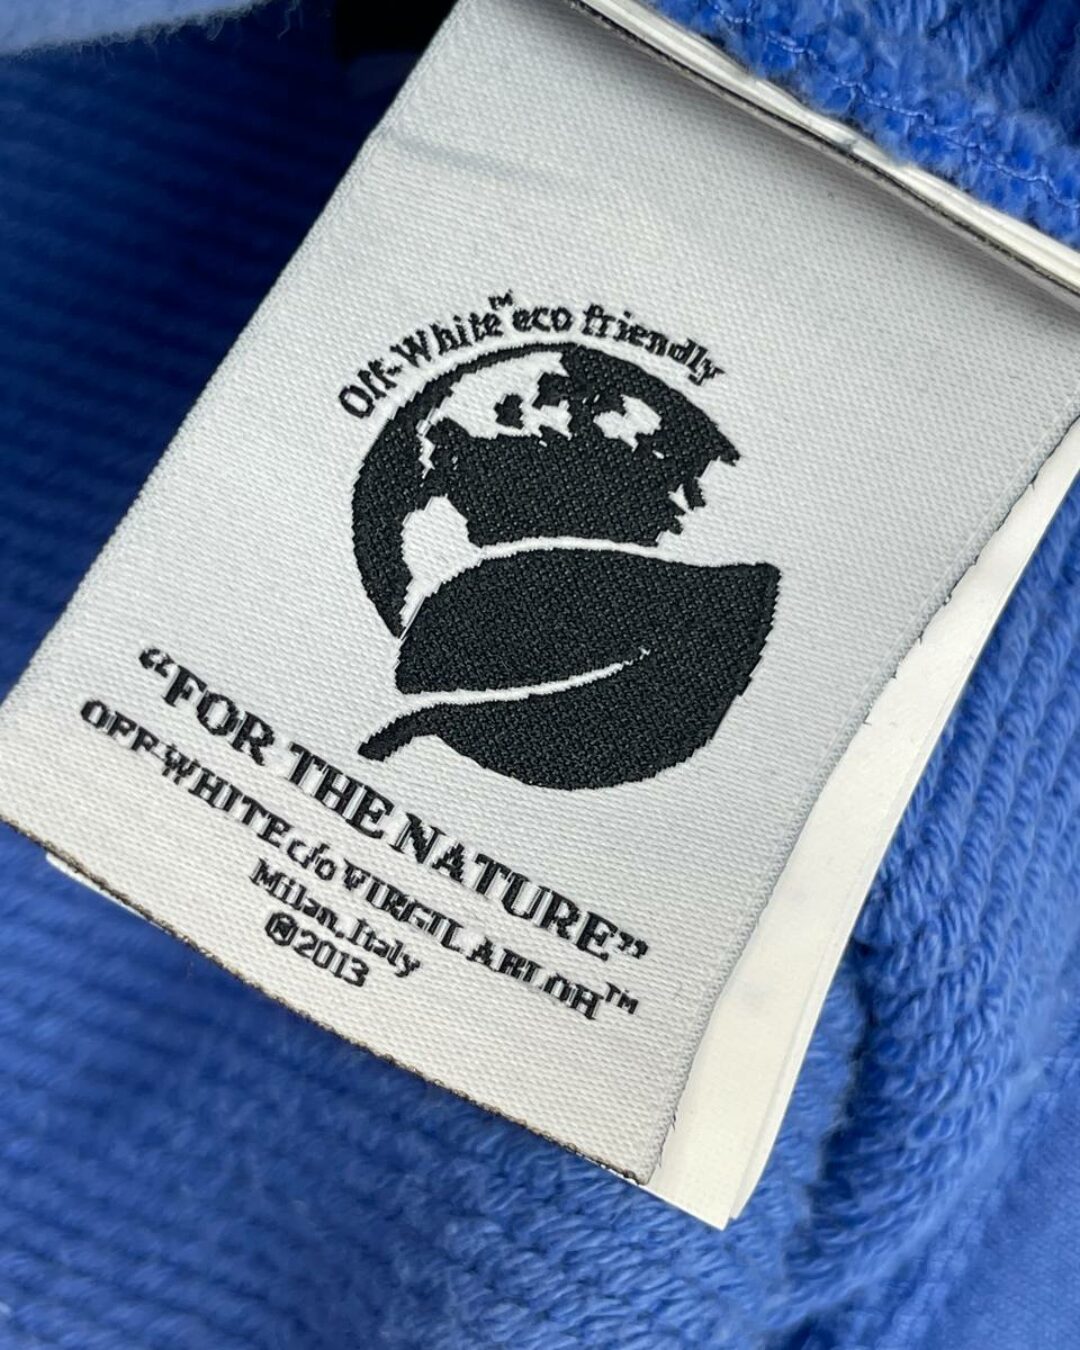 Off-White™ eco friendly
“FOR THE NATURE”
OFF-WHITE c/o VIRGIL ABLOH™
Milan, Italy
®2013